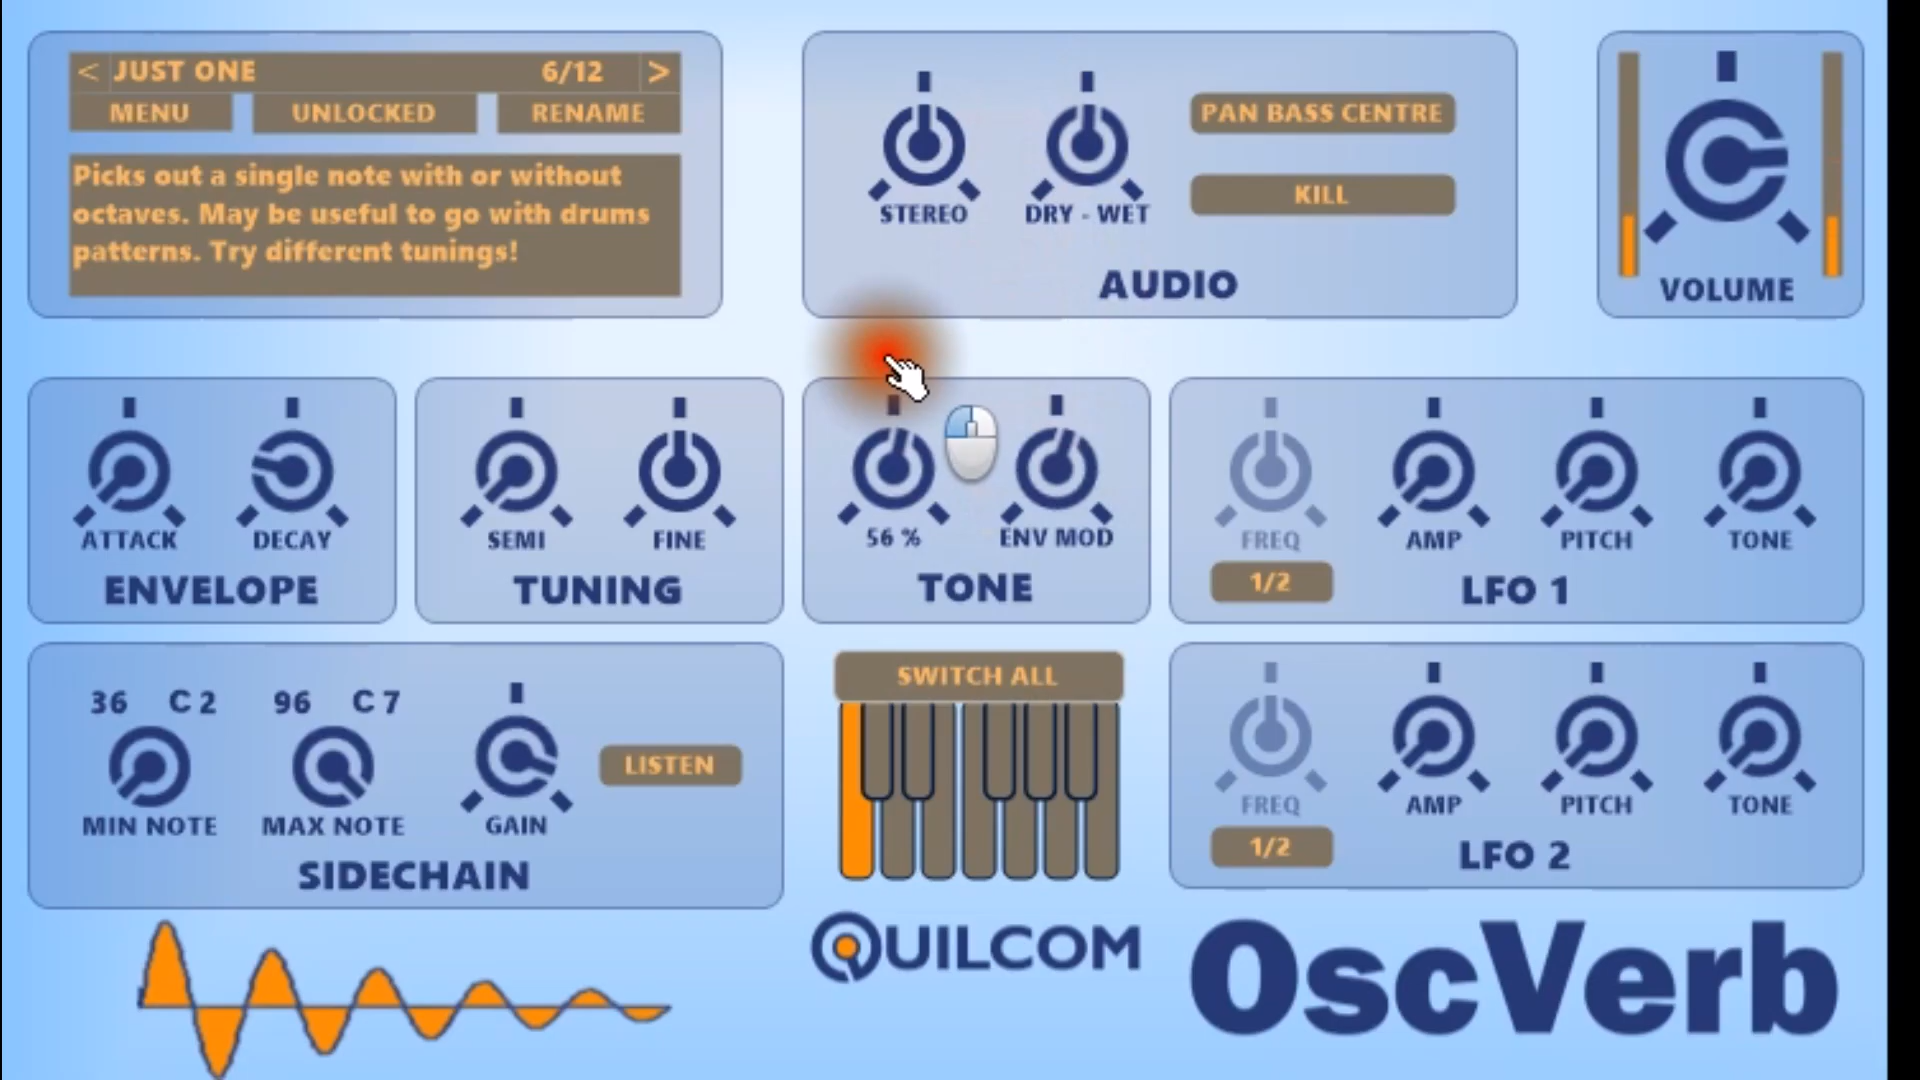 < JUST ONE 6/12 >
MENU UNLOCKED RENAME
Picks out a single note with or without
octaves. May be useful to go with drums
patterns. Try different tunings!
STEREO DRY - WET
PAN BASS CENTRE
KILL
AUDIO
VOLUME
ATTACK DECAY
ENVELOPE
SEMI FINE
TUNING
56 % ENV MOD
TONE
FREQ AMP PITCH TONE
1/2
LFO 1
36 C 2 96 C 7
MIN NOTE MAX NOTE GAIN
LISTEN
SIDECHAIN
SWITCH ALL
FREQ AMP PITCH TONE
1/2
LFO 2
QUILCOM
OscVerb